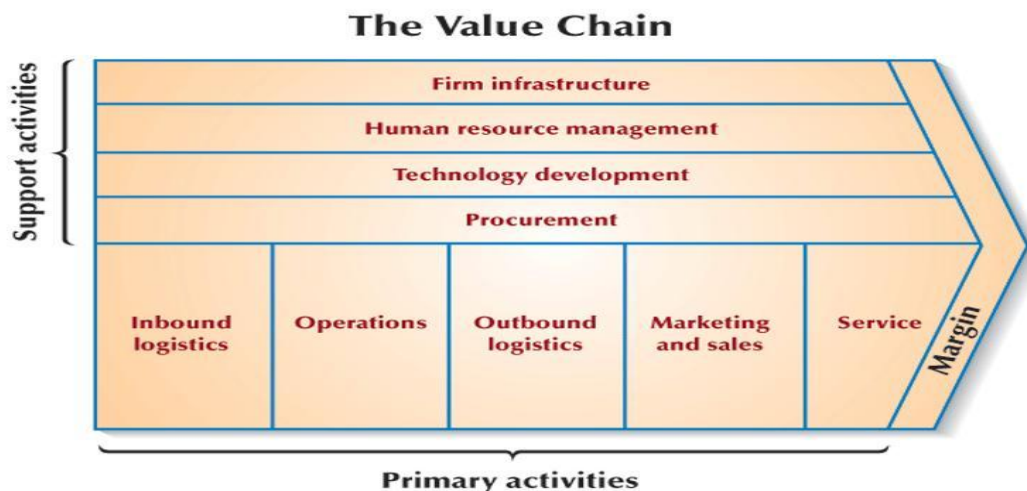 The Value Chain
Support activities
Firm infrastructure
Human resource management
Technology development
Procurement
Inbound
logistics
Operations
Outbound
logistics
Marketing
and sales
Service
Margin
Primary activities